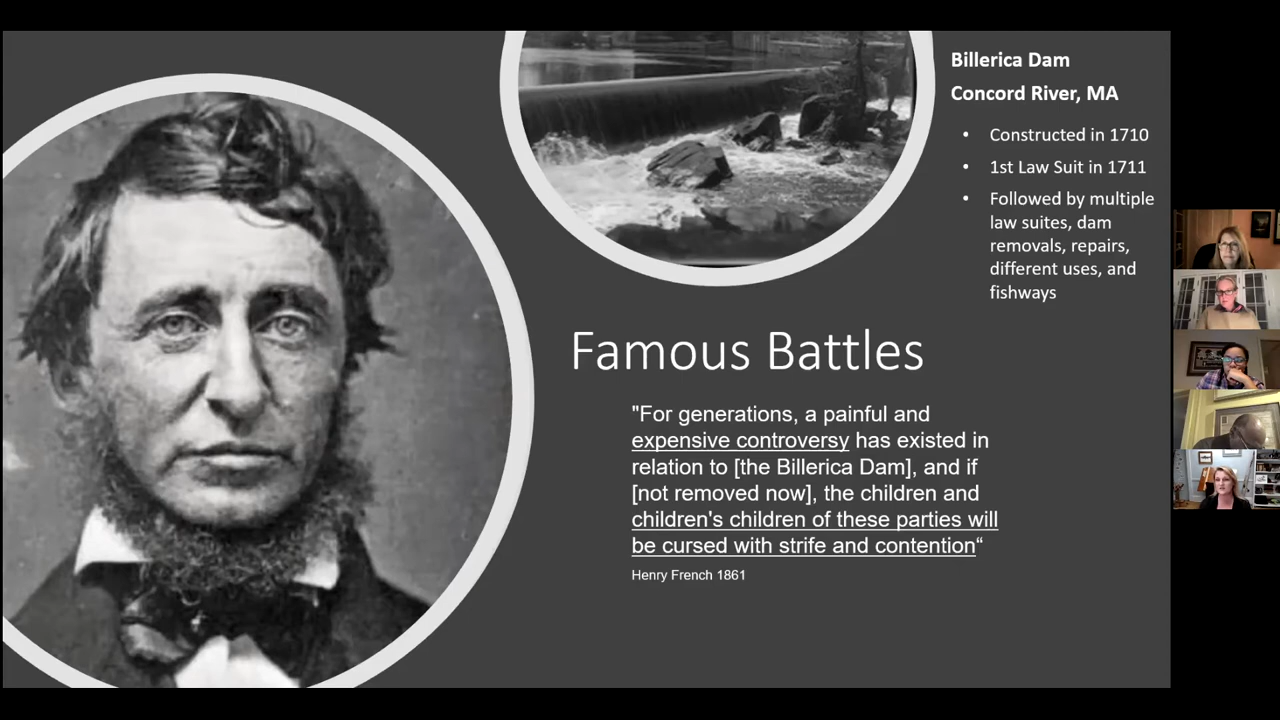 Billerica Dam
Concord River, MA
• Constructed in 1710
• 1st Law Suit in 1711
• Followed by multiple
law suites, dam
removals, repairs,
different uses, and
fishways
Famous Battles
"For generations, a painful and
expensive controversy has existed in
relation to [the Billerica Dam], and if
[not removed now], the children and
children's children of these parties will
be cursed with strife and contention“
Henry French 1861